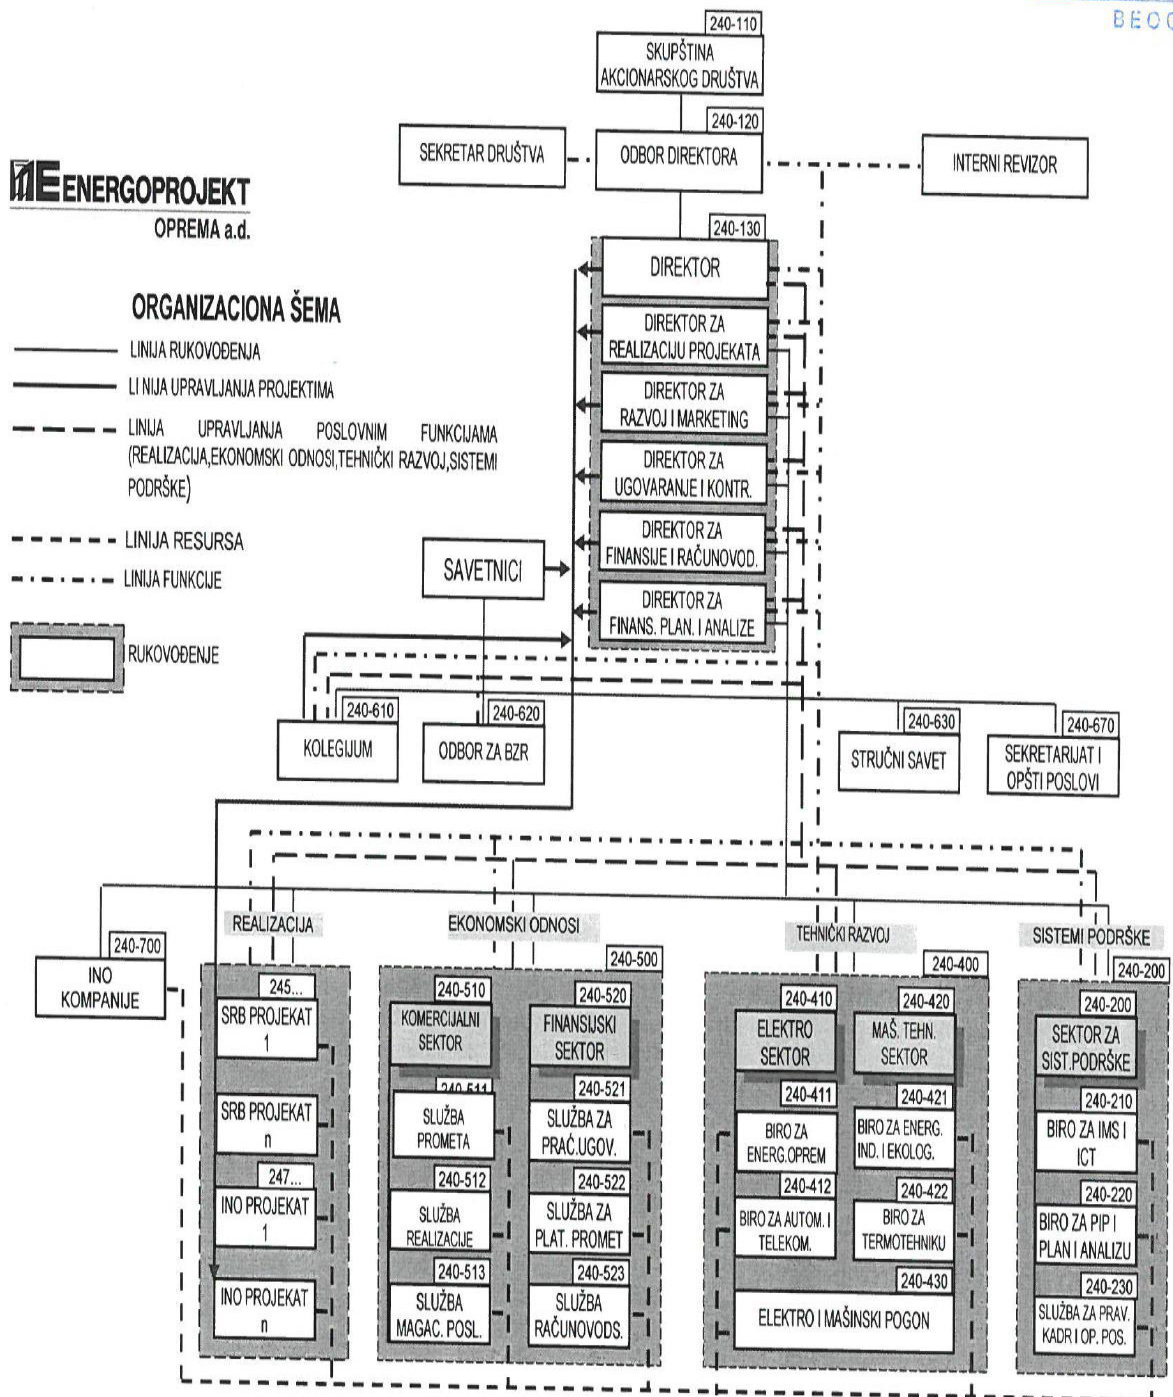 BEOG
240-110
SKUPŠTINA
AKCIONARSKOG DRUŠTVA
240-120
SEKRETAR DRUŠTVA
ODBOR DIREKTORA
INTERNI REVIZOR
ENERGOPROJEKT
OPREMA a.d.
240-130
DIREKTOR
ORGANIZACIONA ŠEMA
LINIJA RUKOVOĐENJA
LI NIJA UPRAVLJANJA PROJEKTIMA
LINIJA UPRAVLJANJA POSLOVNIM FUNKCIJAMA
(REALIZACIJA,EKONOMSKI ODNOSI,TEHNIČKI RAZVOJ,SISTEMI
PODRŠKE)
LINIJA RESURSA
LINIJA FUNKCIJE
RUKOVOĐENJE
DIREKTOR ZA
REALIZACIJU PROJEKATA
DIREKTOR ZA
RAZVOJ I MARKETING
DIREKTOR ZA
UGOVARANJE I KONTR.
DIREKTOR ZA
FINANSIJE I RAČUNOVOD.
DIREKTOR ZA
FINANS. PLAN. I ANALIZE
SAVETNICI
240-610
KOLEGIJUM
240-620
ODBOR ZA BZR
240-630
STRUČNI SAVET
240-670
SEKRETARIJAT I
OPŠTI POSLOVI
240-700
INO
KOMPANIJE
REALIZACIJA
245...
SRB PROJEKAT
1
SRB PROJEKAT
n
247...
INO PROJEKAT
1
INO PROJEKAT
n
EKONOMSKI ODNOSI
240-500
240-510
KOMERCIJALNI
SEKTOR
240-511
SLUŽBA
PROMETA
240-512
SLUŽBA
REALIZACIJE
240-513
SLUŽBA
MAGAC. POSL.
240-520
FINANSIJSKI
SEKTOR
240-521
SLUŽBA ZA
PRAĆ.UGOV.
240-522
SLUŽBA ZA
PLAT. PROMET
240-523
SLUŽBA
RAČUNOVODS.
TEHNIČKI RAZVOJ
240-400
240-410
ELEKTRO
SEKTOR
240-411
BIRO ZA
ENERG.OPREM
240-412
BIRO ZA AUTOM. I
TELEKOM.
240-420
MAŠ. TEHN.
SEKTOR
240-421
BIRO ZA ENERG.
IND. I EKOLOG.
240-422
BIRO ZA
TERMOTEHNIKU
240-430
ELEKTRO I MAŠINSKI POGON
SISTEMI PODRŠKE
240-200
240-200
SEKTOR ZA
SIST.PODRŠKE
240-210
BIRO ZA IMS I
ICT
240-220
BIRO ZA PIP I
PLAN I ANALIZU
240-230
SLUŽBA ZA PRAV.
KADR I OP. POS.